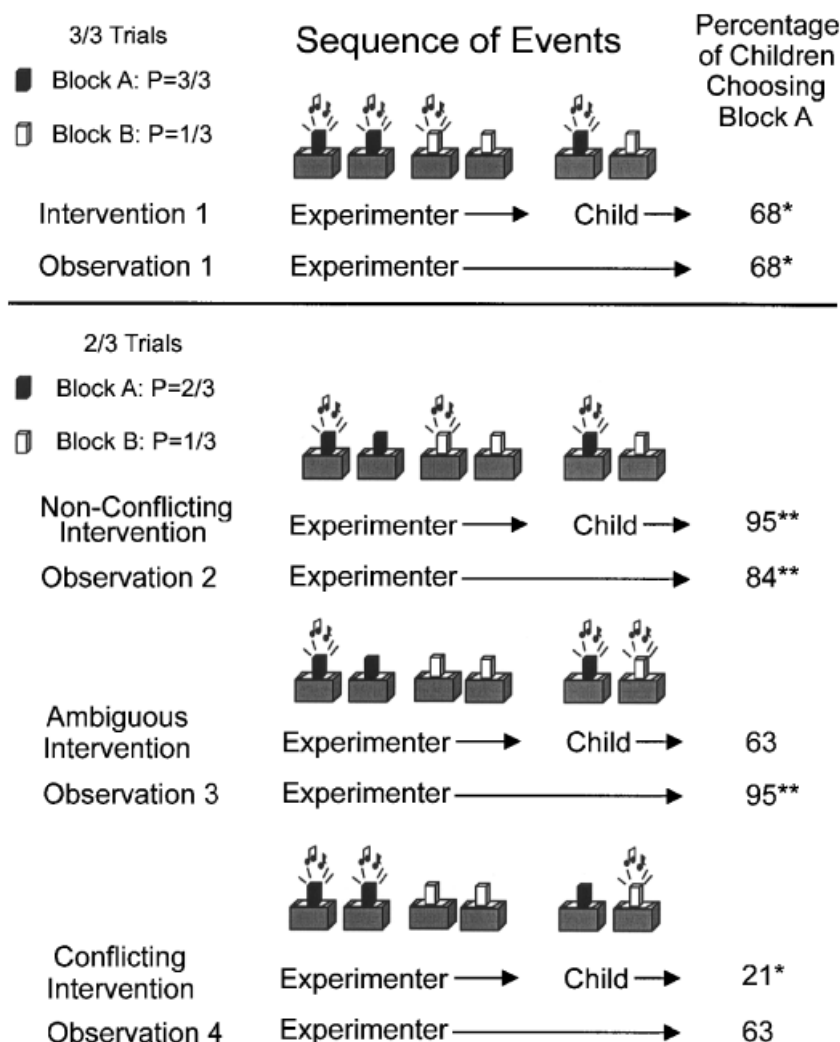 3/3 Trials
Block A: P=3/3
Block B: P=1/3
Sequence of Events
Percentage
of Children
Choosing
Block A
Intervention 1 Experimenter Child 68*
Observation 1 Experimenter 68*
2/3 Trials
Block A: P=2/3
Block B: P=1/3
Non-Conflicting
Intervention Experimenter Child 95**
Observation 2 Experimenter 84**
Ambiguous
Intervention Experimenter Child 63
Observation 3 Experimenter 95**
Conflicting
Intervention Experimenter Child 21*
Observation 4 Experimenter 63